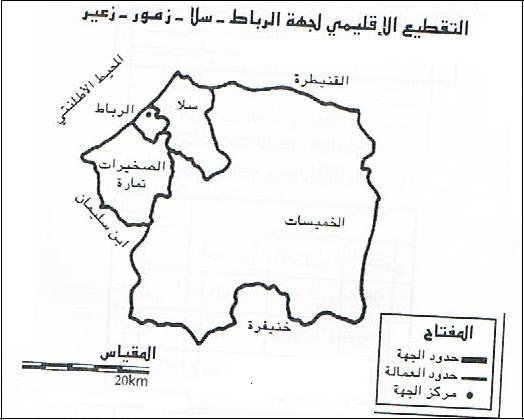 التقطيع الإقليمي لجهة الرباط ـ سلا ـ زمور ـ زعير
القنيطرة
المحيط الأطلنتي
سلا
الرباط
الصخيرات
تمارة
ابن سليمان
الخميسات
خنيفرة
المفتاح
حدود الجهة
حدود العمالة
مركز الجهة
المقياس
20km